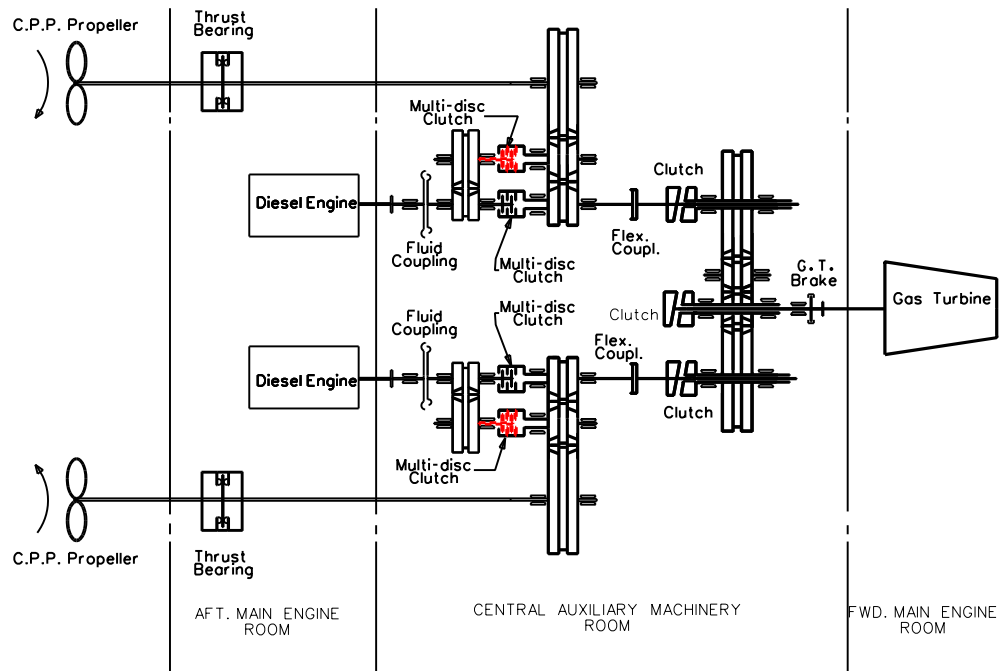 C.P.P. Propeller
Thrust
Bearing
Multi-disc
Clutch
Clutch
Diesel Engine
Fluid
Coupling
Multi-disc
Clutch
Flex.
Coupl.
G.T.
Brake
Gas Turbine
Clutch
Fluid
Coupling
Multi-disc
Clutch
Flex.
Coupl.
Diesel Engine
Clutch
Multi-disc
Clutch
C.P.P. Propeller
Thrust
Bearing
AFT. MAIN ENGINE
ROOM
CENTRAL AUXILIARY MACHINERY
ROOM
FWD. MAIN ENGINE
ROOM